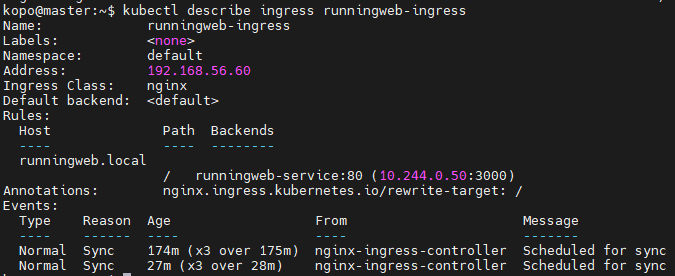 kopo@master:~$ kubectl describe ingress runningweb-ingress
Name:             runningweb-ingress
Labels:           <none>
Namespace:        default
Address:          192.168.56.60
Ingress Class:    nginx
Default backend:  <default>
Rules:
  Host              Path  Backends
  ----              ----  --------
  runningweb.local
                    /   runningweb-service:80 (10.244.0.50:3000)
Annotations:        nginx.ingress.kubernetes.io/rewrite-target: /
Events:
  Type    Reason  Age                   From                      Message
  ----    ------  ----                  ----                      -------
  Normal  Sync    174m (x3 over 175m)  nginx-ingress-controller  Scheduled for sync
  Normal  Sync    27m (x3 over 28m)    nginx-ingress-controller  Scheduled for sync